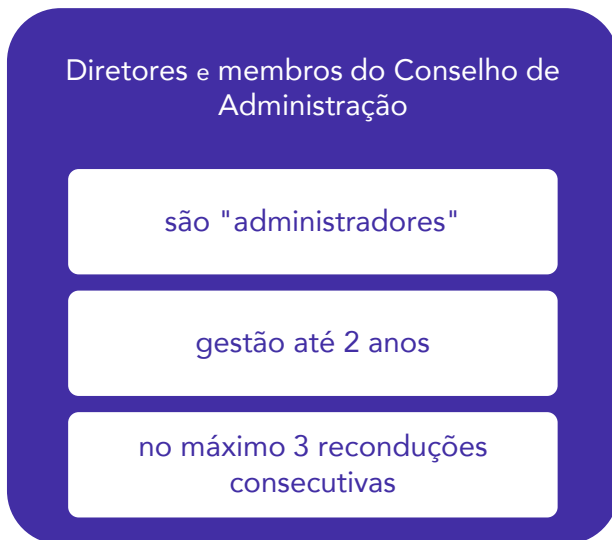 Diretores e membros do Conselho de
Administração
são "administradores"
gestão até 2 anos
no máximo 3 reconduções
consecutivas